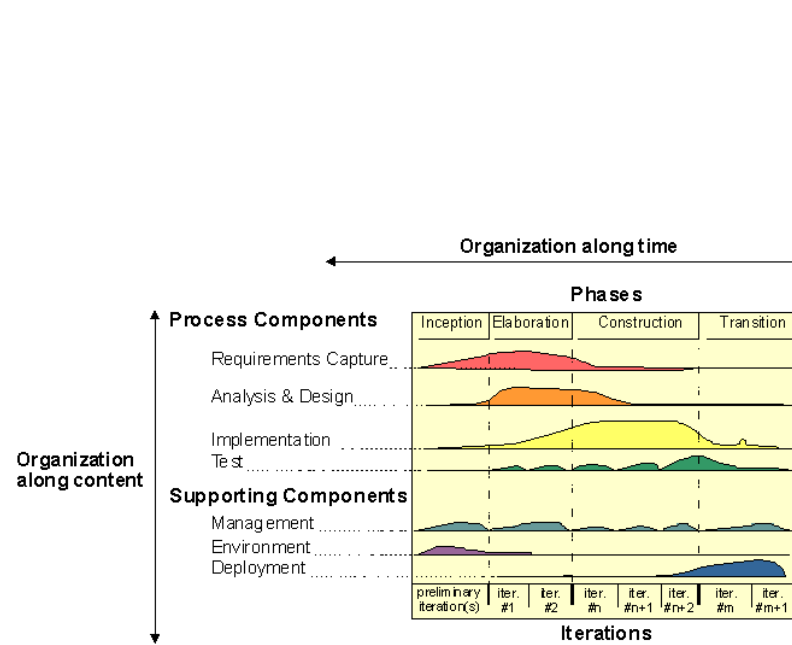 Organization along time
Phases
Process Components
Inception Elaboration Construction Transition
Requirements Capture
Analysis & Design
Implementation
Test
Organization
along content
Supporting Components
Management
Environment
Deployment
preliminary iter. iter. iter. iter. iter. iter. iter.
iteration(s) #1 #2 #n #n+1 #n+2 #m #m+1
Iterations